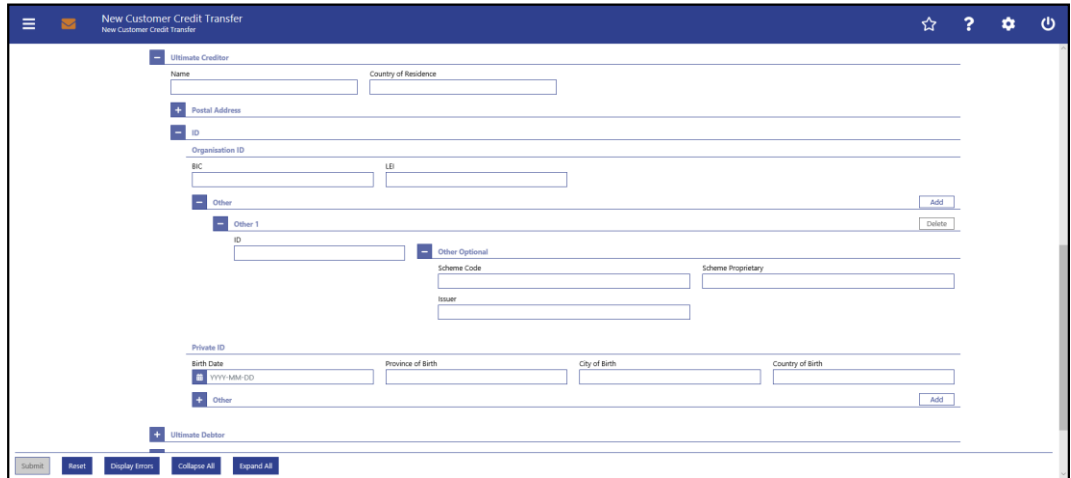 New Customer Credit Transfer
New Customer Credit Transfer
Ultimate Creditor
Name Country of Residence
Postal Address
ID
Organisation ID
BIC LEI
Other Add
Other 1 Delete
ID Other Optional
Scheme Code Scheme Proprietary
Issuer
Private ID
Birth Date Province of Birth City of Birth Country of Birth
YYYY-MM-DD
Other Add
Ultimate Debtor
Submit Reset Display Errors Collapse All Expand All